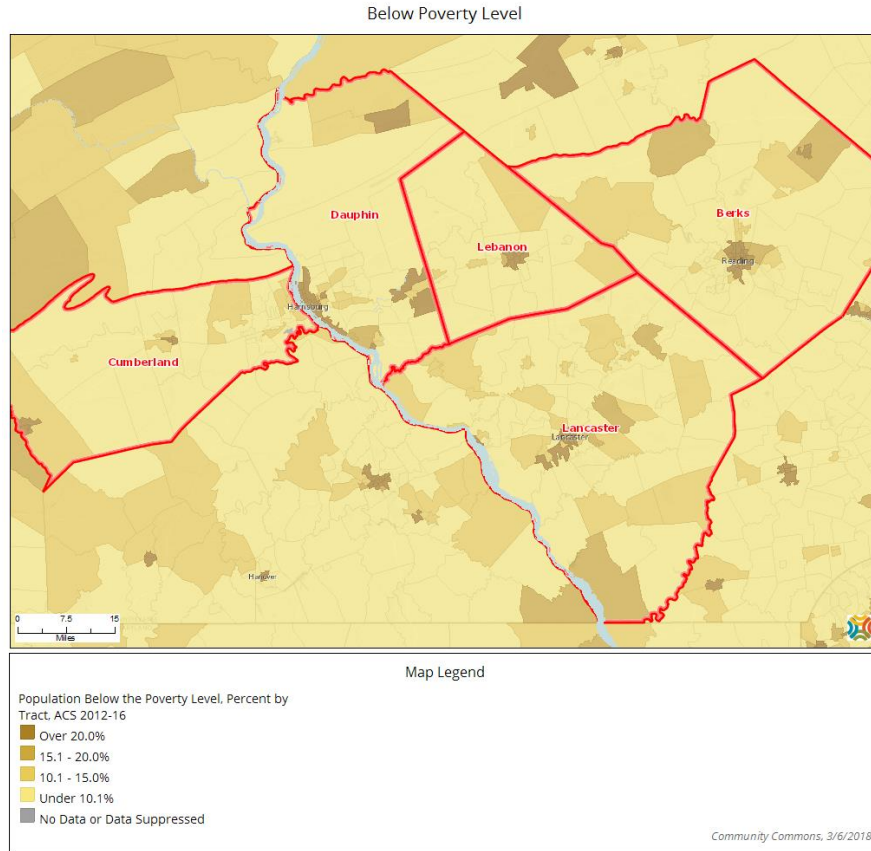 Below Poverty Level
Dauphin
Berks
Lebanon
Reading
Harrisburg
Cumberland
Lancaster
Lancaster
Hanover
0 7.5 15
Miles
Map Legend
Population Below the Poverty Level, Percent by
Tract, ACS 2012-16
Over 20.0%
15.1 - 20.0%
10.1 - 15.0%
Under 10.1%
No Data or Data Suppressed
Community Commons, 3/6/2018